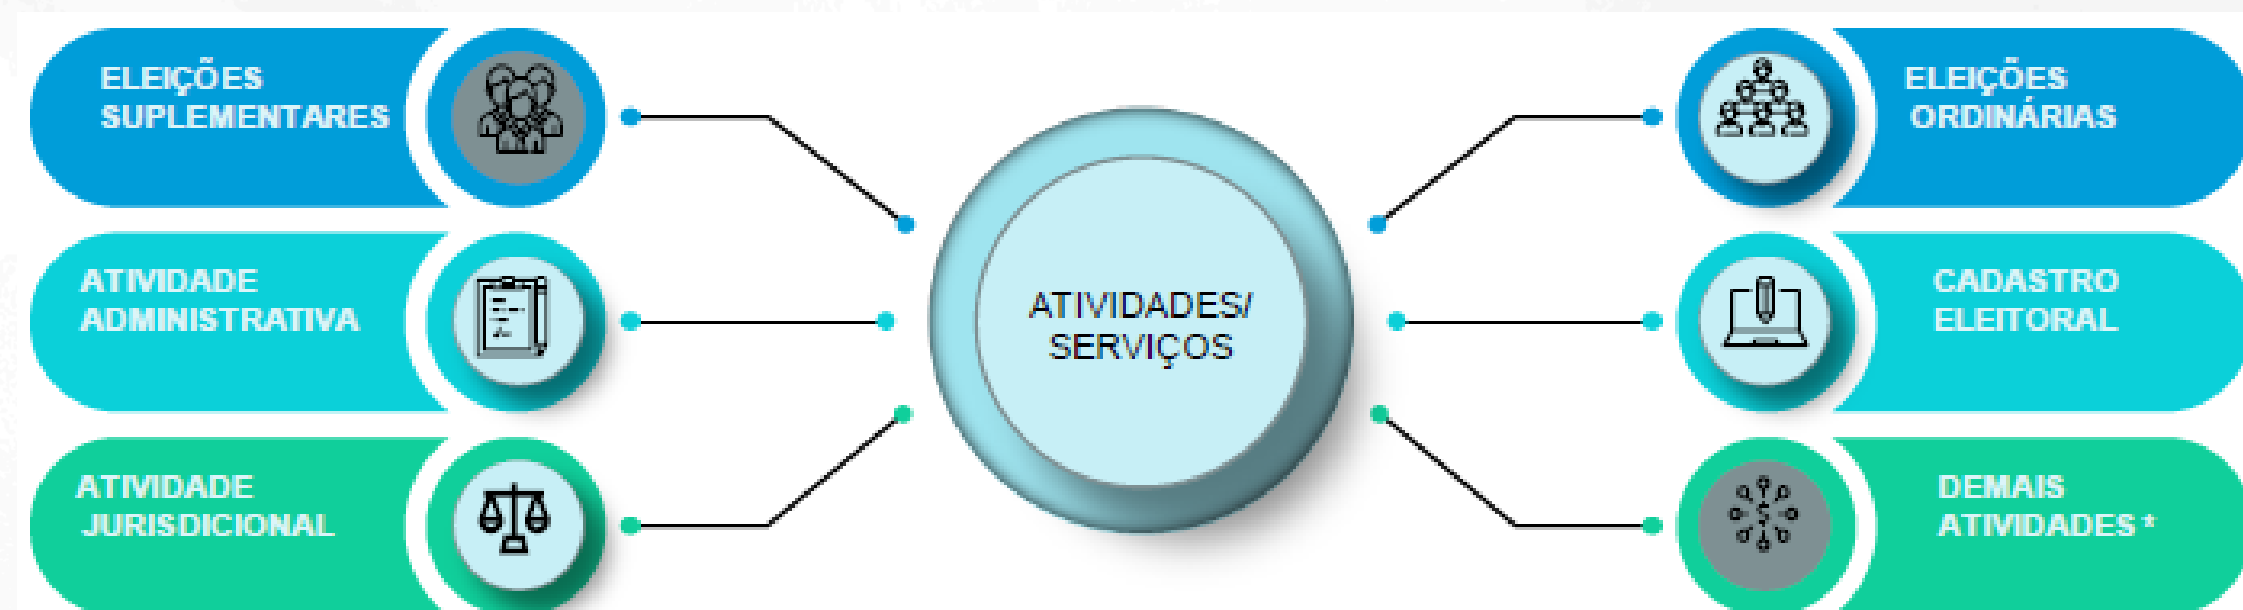 ELEIÇÕES
SUPLEMENTARES
ATIVIDADE
ADMINISTRATIVA
ATIVIDADE
JURISDICIONAL
ATIVIDADES/
SERVIÇOS
ELEIÇÕES
ORDINÁRIAS
CADASTRO
ELEITORAL
DEMAIS
ATIVIDADES *